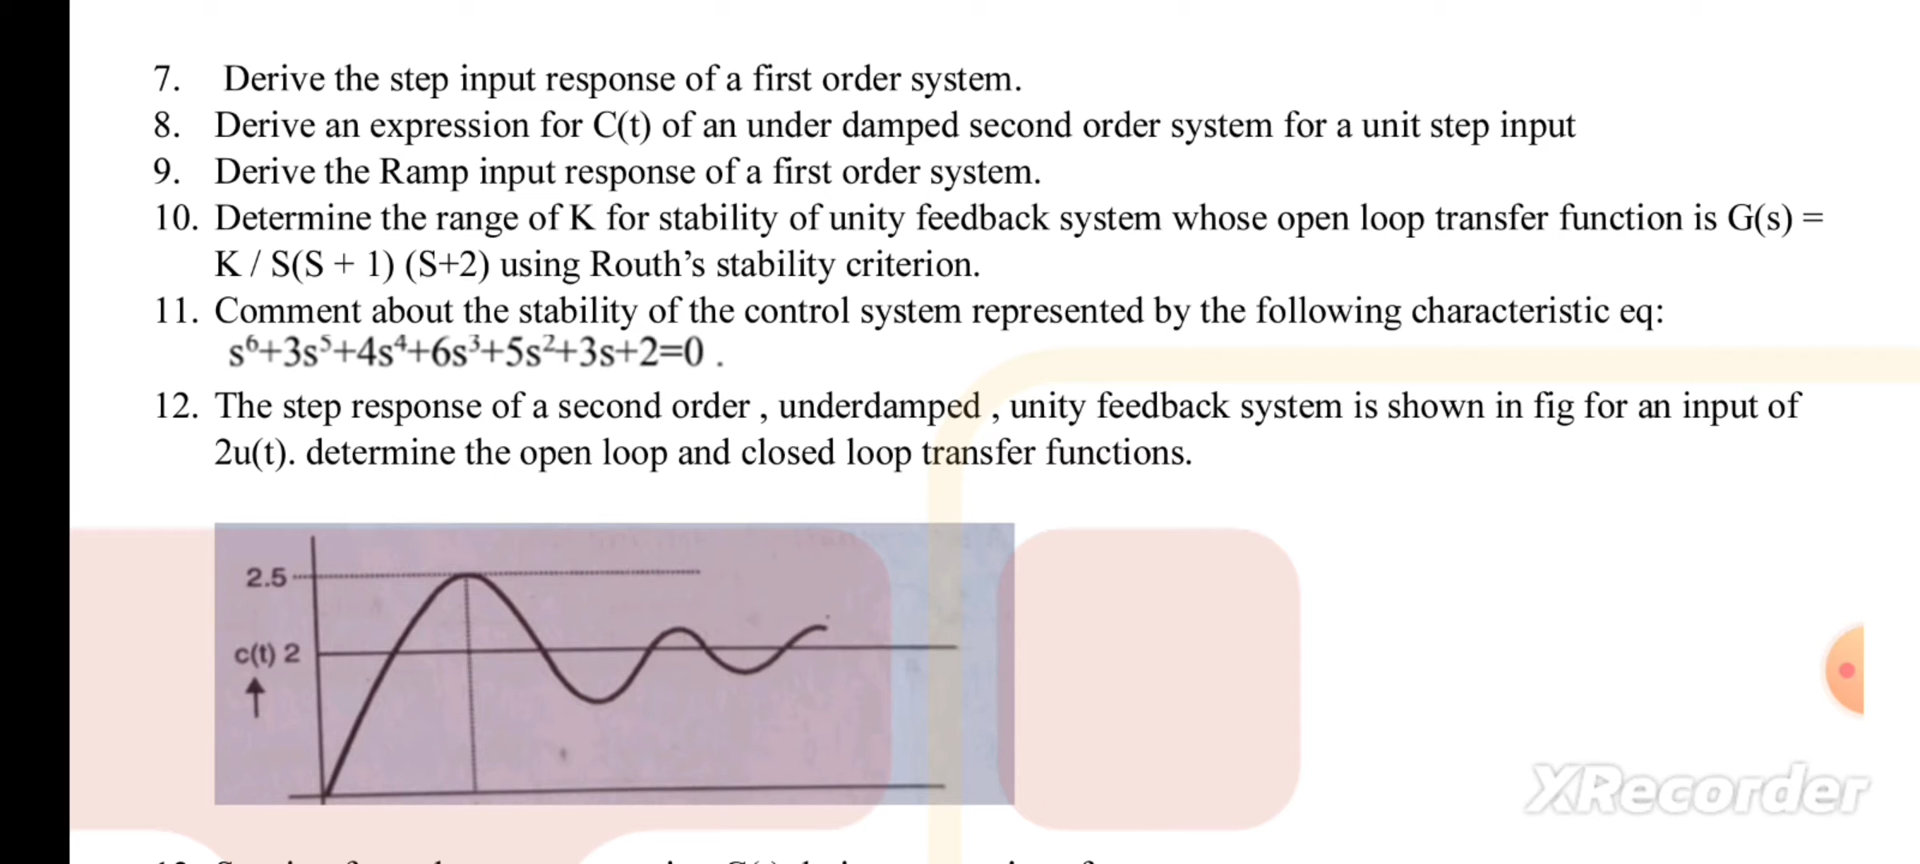 7. Derive the step input response of a first order system.
8. Derive an expression for C(t) of an under damped second order system for a unit step input
9. Derive the Ramp input response of a first order system.
10. Determine the range of K for stability of unity feedback system whose open loop transfer function is G(s) =
K / S(S + 1) (S+2) using Routh’s stability criterion.
11. Comment about the stability of the control system represented by the following characteristic eq:
s⁶+3s⁵+4s⁴+6s³+5s²+3s+2=0 .
12. The step response of a second order , underdamped , unity feedback system is shown in fig for an input of
2u(t). determine the open loop and closed loop transfer functions.
2.5
c(t) 2
XRecorder